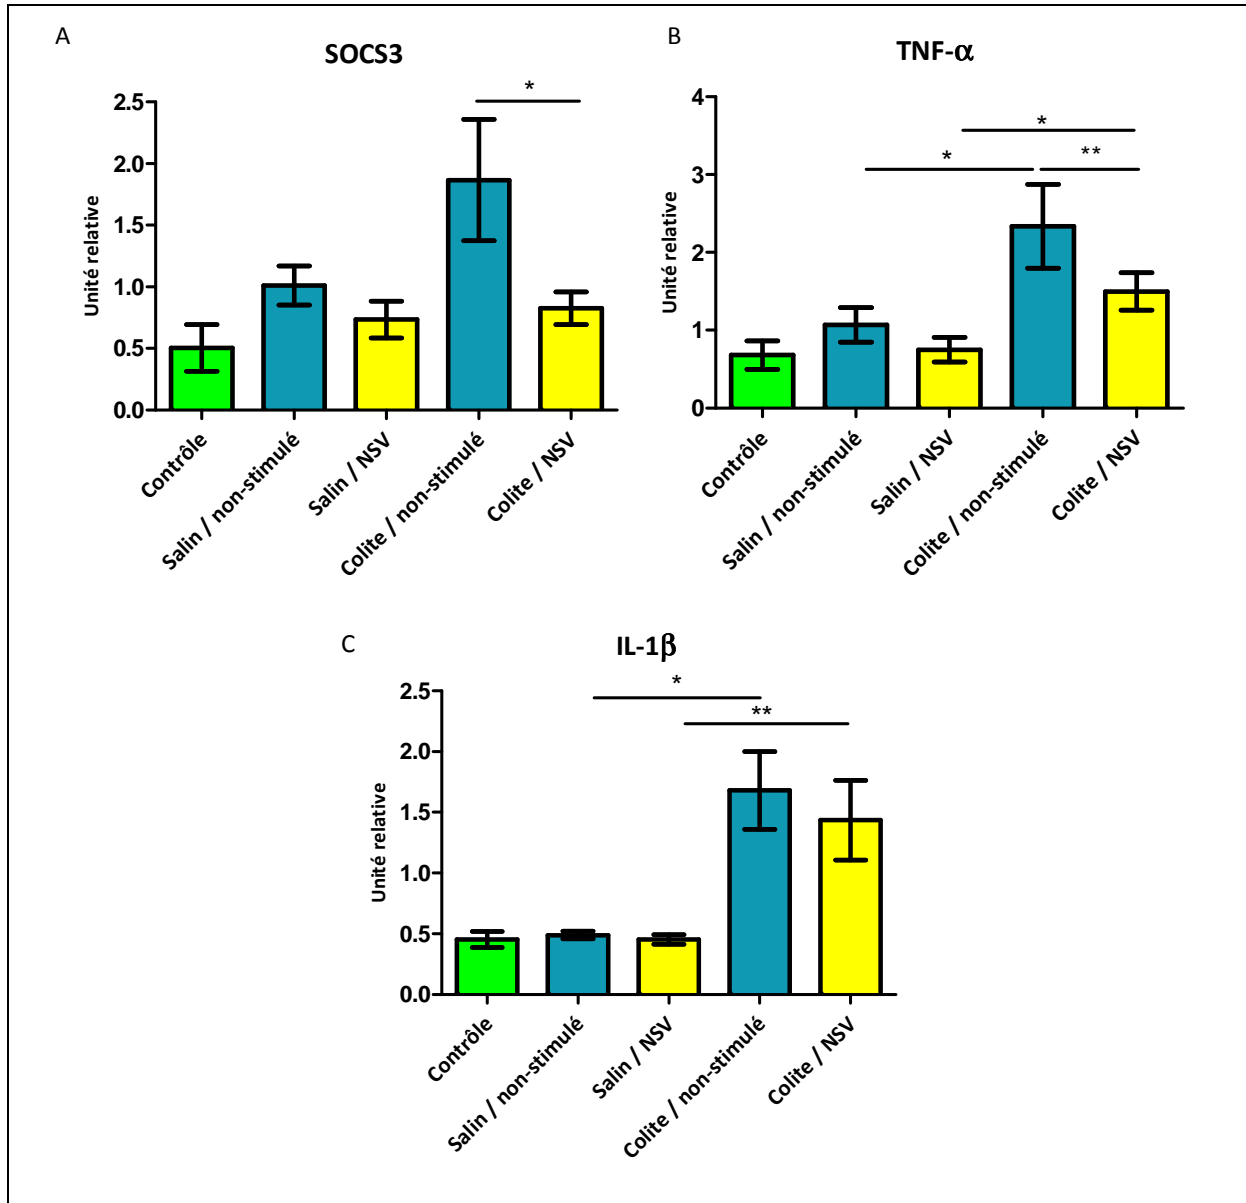 A
SOCS3
*
2.5
2.0
1.5
1.0
0.5
0.0
Unité relative
Contrôle
Salin / non-stimulé
Salin / NSV
Colite / non-stimulé
Colite / NSV
B
TNF-α
*
*
**
4
3
2
1
0
Unité relative
Contrôle
Salin / non-stimulé
Salin / NSV
Colite / non-stimulé
Colite / NSV
C
IL-1β
*
**
2.5
2.0
1.5
1.0
0.5
0.0
Unité relative
Contrôle
Salin / non-stimulé
Salin / NSV
Colite / non-stimulé
Colite / NSV